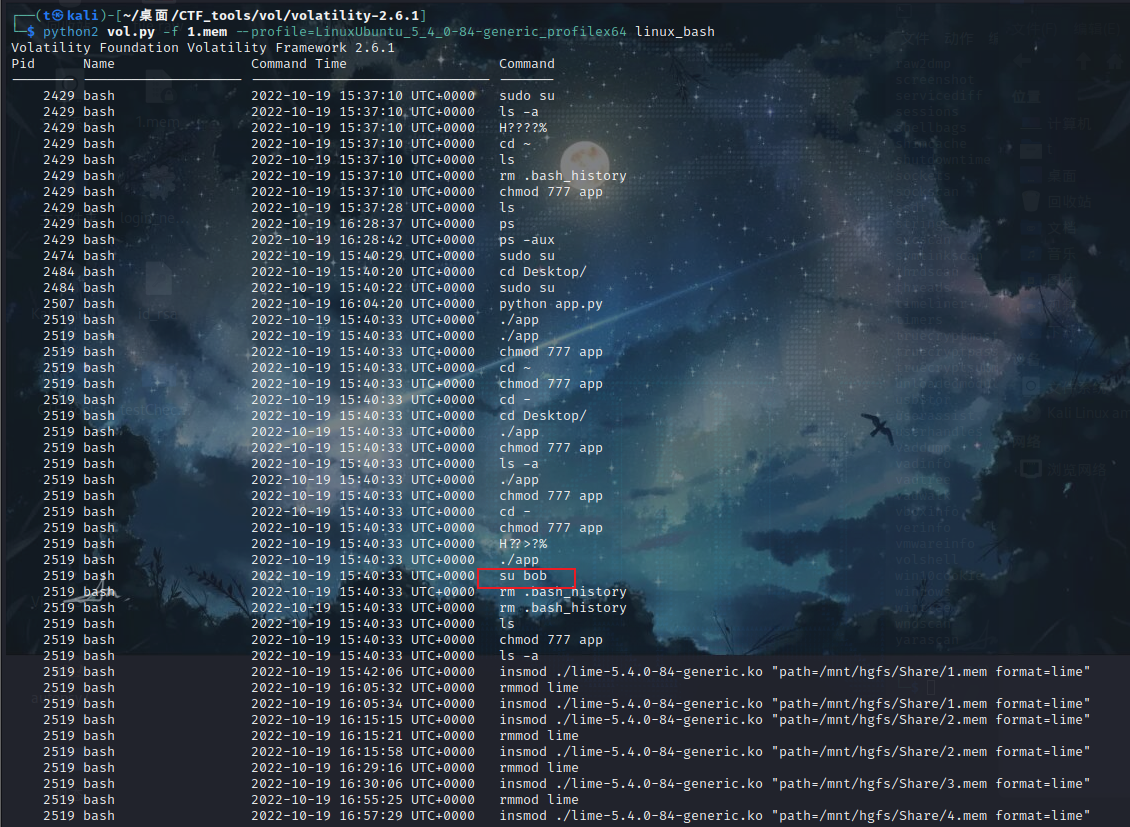 ┌──(t㉿kali)-[~/桌面/CTF_tools/vol/volatility-2.6.1]
└─$ python2 vol.py -f 1.mem --profile=LinuxUbuntu_5_4_0-84-generic_profilex64 linux_bash
Volatility Foundation Volatility Framework 2.6.1
Pid Name Command Time Command
2429 bash 2022-10-19 15:37:10 UTC+0000 sudo su
2429 bash 2022-10-19 15:37:10 UTC+0000 ls -a
2429 bash 2022-10-19 15:37:10 UTC+0000 H????%
2429 bash 2022-10-19 15:37:10 UTC+0000 cd ~
2429 bash 2022-10-19 15:37:10 UTC+0000 ls
2429 bash 2022-10-19 15:37:10 UTC+0000 rm .bash_history
2429 bash 2022-10-19 15:37:10 UTC+0000 chmod 777 app
2429 bash 2022-10-19 15:37:28 UTC+0000 ls
2429 bash 2022-10-19 16:28:37 UTC+0000 ps
2429 bash 2022-10-19 16:28:42 UTC+0000 ps -aux
2474 bash 2022-10-19 15:40:29 UTC+0000 sudo su
2484 bash 2022-10-19 15:40:20 UTC+0000 cd Desktop/
2484 bash 2022-10-19 15:40:22 UTC+0000 sudo su
2507 bash 2022-10-19 16:04:20 UTC+0000 python app.py
2519 bash 2022-10-19 15:40:33 UTC+0000 ./app
2519 bash 2022-10-19 15:40:33 UTC+0000 ./app
2519 bash 2022-10-19 15:40:33 UTC+0000 chmod 777 app
2519 bash 2022-10-19 15:40:33 UTC+0000 cd ~
2519 bash 2022-10-19 15:40:33 UTC+0000 chmod 777 app
2519 bash 2022-10-19 15:40:33 UTC+0000 cd -
2519 bash 2022-10-19 15:40:33 UTC+0000 cd Desktop/
2519 bash 2022-10-19 15:40:33 UTC+0000 ./app
2519 bash 2022-10-19 15:40:33 UTC+0000 chmod 777 app
2519 bash 2022-10-19 15:40:33 UTC+0000 ls -a
2519 bash 2022-10-19 15:40:33 UTC+0000 ./app
2519 bash 2022-10-19 15:40:33 UTC+0000 chmod 777 app
2519 bash 2022-10-19 15:40:33 UTC+0000 cd -
2519 bash 2022-10-19 15:40:33 UTC+0000 chmod 777 app
2519 bash 2022-10-19 15:40:33 UTC+0000 H??>?%
2519 bash 2022-10-19 15:40:33 UTC+0000 ./app
2519 bash 2022-10-19 15:40:33 UTC+0000 su bob
2519 bash 2022-10-19 15:40:33 UTC+0000 rm .bash_history
2519 bash 2022-10-19 15:40:33 UTC+0000 rm .bash_history
2519 bash 2022-10-19 15:40:33 UTC+0000 ls
2519 bash 2022-10-19 15:40:33 UTC+0000 chmod 777 app
2519 bash 2022-10-19 15:40:33 UTC+0000 ls -a
2519 bash 2022-10-19 15:42:06 UTC+0000 insmod ./lime-5.4.0-84-generic.ko "path=/mnt/hgfs/Share/1.mem format=lime"
2519 bash 2022-10-19 16:05:32 UTC+0000 rmmod lime
2519 bash 2022-10-19 16:05:34 UTC+0000 insmod ./lime-5.4.0-84-generic.ko "path=/mnt/hgfs/Share/1.mem format=lime"
2519 bash 2022-10-19 16:15:15 UTC+0000 insmod ./lime-5.4.0-84-generic.ko "path=/mnt/hgfs/Share/2.mem format=lime"
2519 bash 2022-10-19 16:15:21 UTC+0000 rmmod lime
2519 bash 2022-10-19 16:15:58 UTC+0000 insmod ./lime-5.4.0-84-generic.ko "path=/mnt/hgfs/Share/2.mem format=lime"
2519 bash 2022-10-19 16:29:16 UTC+0000 rmmod lime
2519 bash 2022-10-19 16:30:06 UTC+0000 insmod ./lime-5.4.0-84-generic.ko "path=/mnt/hgfs/Share/3.mem format=lime"
2519 bash 2022-10-19 16:55:25 UTC+0000 rmmod lime
2519 bash 2022-10-19 16:57:29 UTC+0000 insmod ./lime-5.4.0-84-generic.ko "path=/mnt/hgfs/Share/4.mem format=lime"